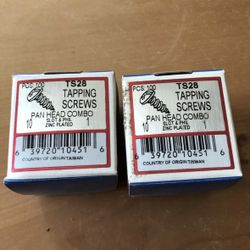 PCS 100
TS28
TAPPING
SCREWS
PAN HEAD COMBO
SLOT & PHIL
10 ZINC PLATED 1
6 39720 10451 6
COUNTRY OF ORIGIN TAIWAN
PCS 100
TS28
TAPPING
SCREWS
PAN HEAD COMBO
SLOT & PHIL
10 ZINC PLATED 1
6 39720 10451 6
COUNTRY OF ORIGIN TAIWAN